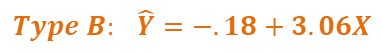 Type B: Ŷ = −.18 + 3.06X